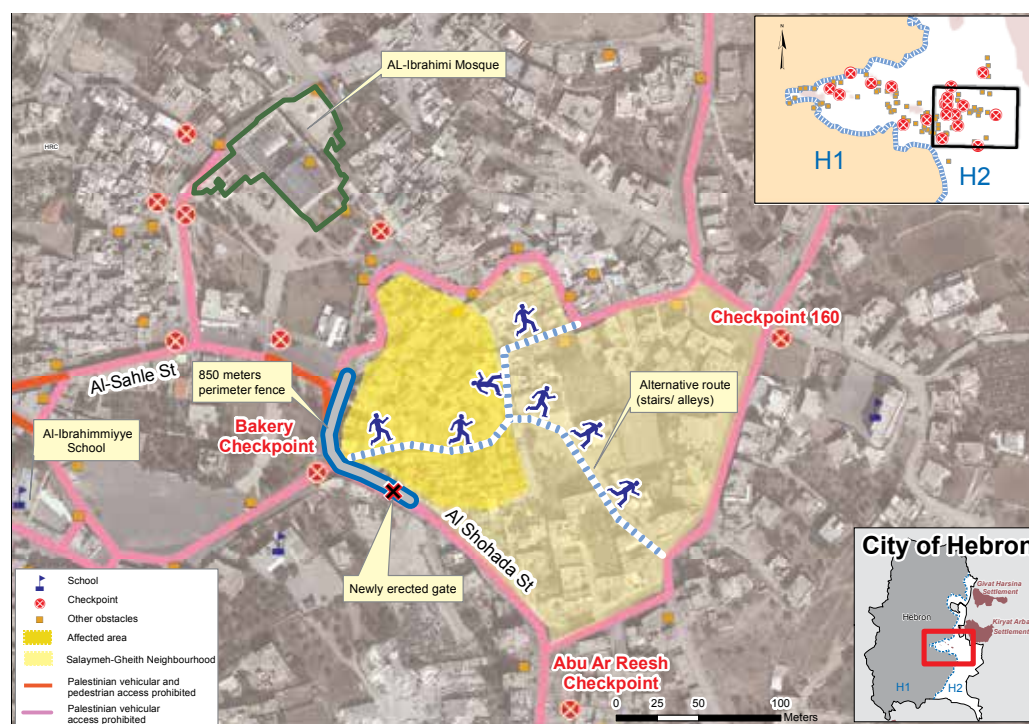 AL-Ibrahimi Mosque
HRC
N
H1
H2
Checkpoint 160
Al-Sahle St
850 meters
perimeter fence
Alternative route
(stairs/ alleys)
Bakery
Checkpoint
Al-Ibrahimmiyye
School
Al Shohada St
Newly erected gate
School
Checkpoint
Other obstacles
Affected area
Salaymeh-Gheith Neighbourhood
Palestinian vehicular and
pedestrian access prohibited
Palestinian vehicular
access prohibited
Abu Ar Reesh
Checkpoint
0 25 50 100
Meters
City of Hebron
Givat Harsina
Settlement
Hebron
Kiryat Arba
Settlement
H1
H2